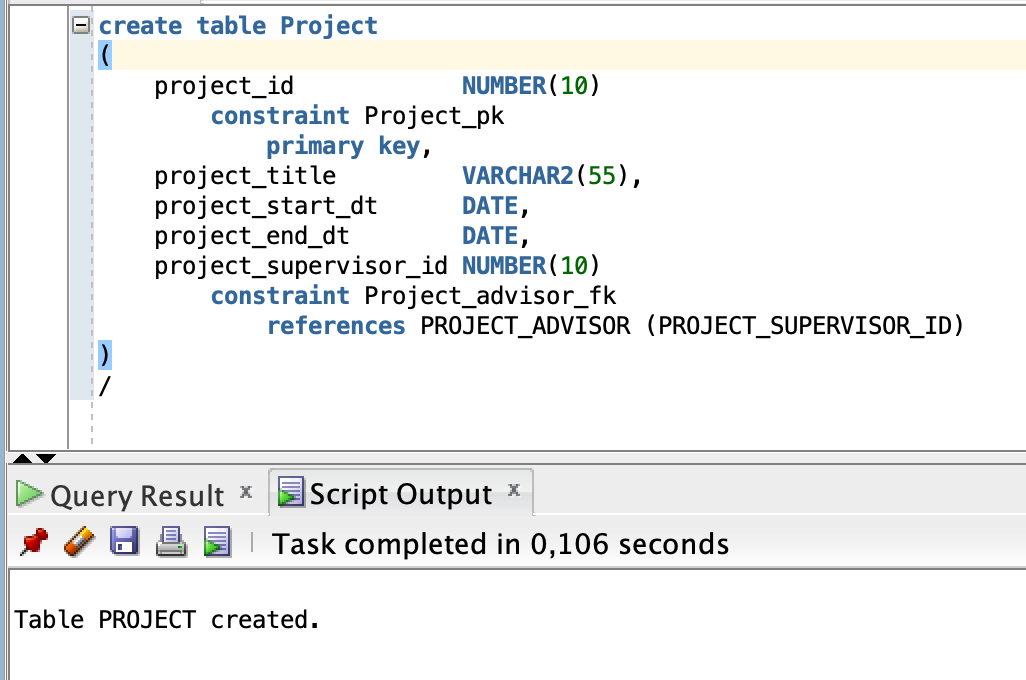 create table Project
(
    project_id            NUMBER(10)
        constraint Project_pk
            primary key,
    project_title         VARCHAR2(55),
    project_start_dt      DATE,
    project_end_dt        DATE,
    project_supervisor_id NUMBER(10)
        constraint Project_advisor_fk
            references PROJECT_ADVISOR (PROJECT_SUPERVISOR_ID)
)
/
Query Result x Script Output x
Task completed in 0,106 seconds
Table PROJECT created.